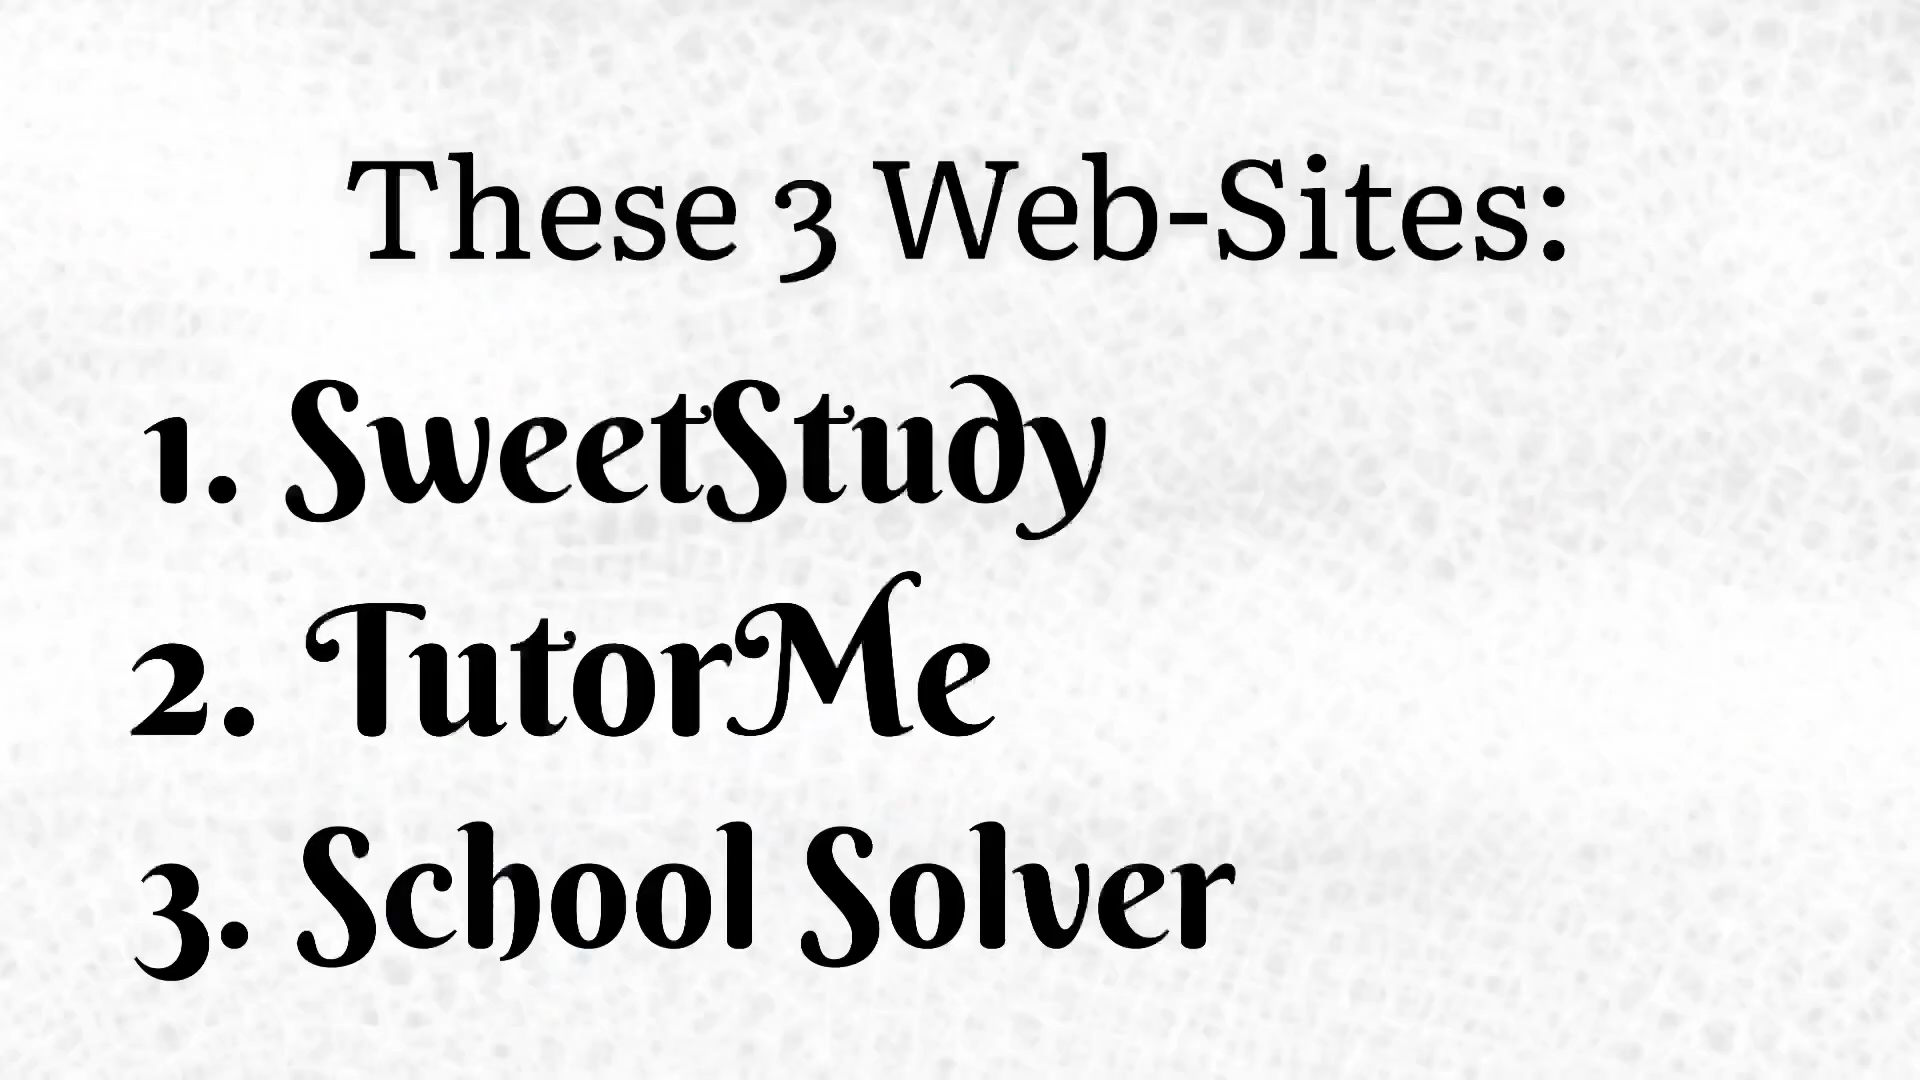 These 3 Web-Sites:
1. SweetStudy
2. TutorMe
3. School Solver